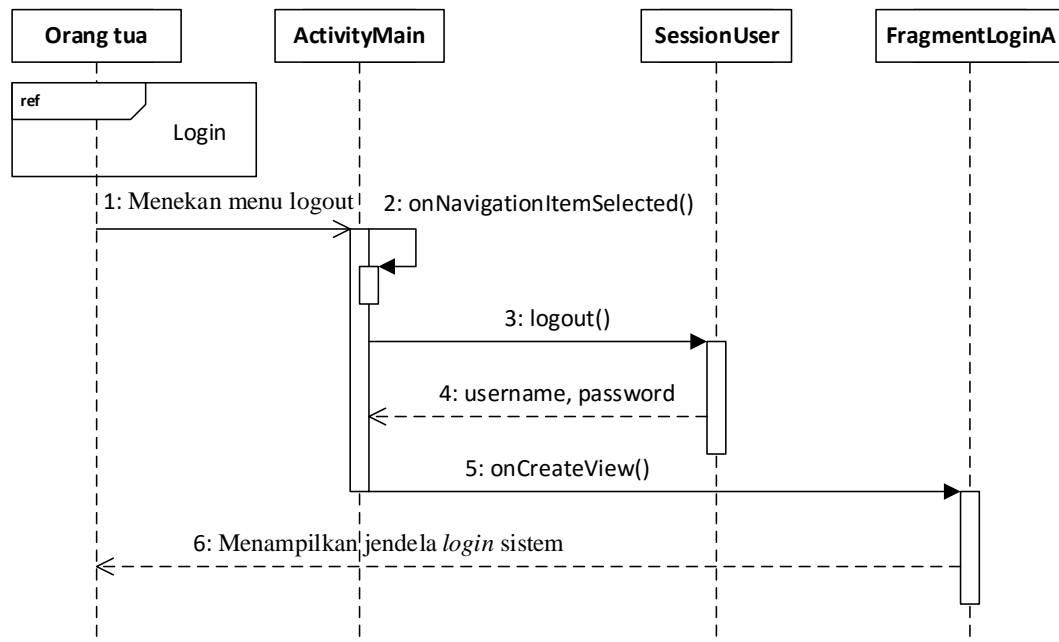 Orang tua
ActivityMain
SessionUser
FragmentLoginA
ref
Login
1: Menekan menu logout
2: onNavigationItemSelected()
3: logout()
4: username, password
5: onCreateView()
6: Menampilkan jendela login sistem